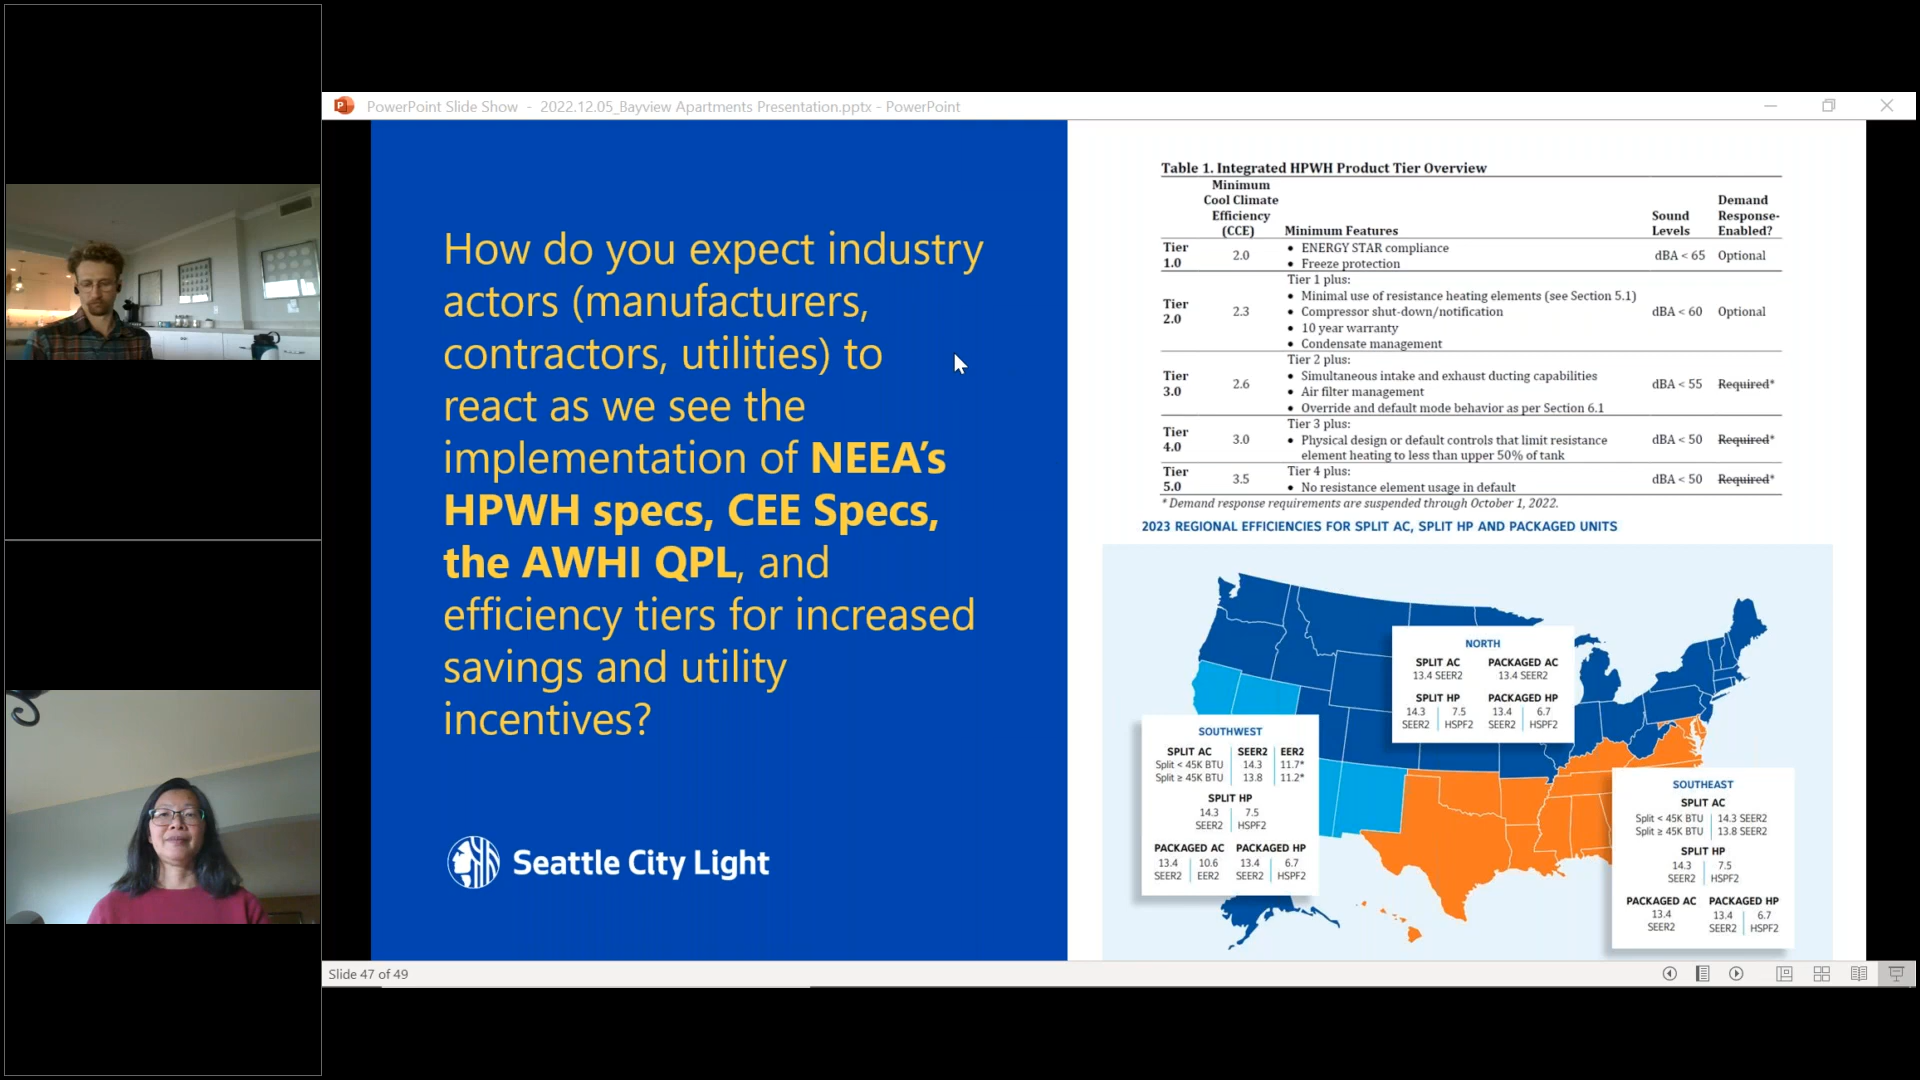 PowerPoint Slide Show - 2022.12.05_Bayview Apartments Presentation.pptx - PowerPoint
How do you expect industry
actors (manufacturers,
contractors, utilities) to
react as we see the
implementation of NEEA's
HPWH specs, CEE Specs,
the AWHI QPL, and
efficiency tiers for increased
savings and utility
incentives?
Seattle City Light
Table 1. Integrated HPWH Product Tier Overview
Minimum
Cool Climate
Efficiency
(CCE)
Minimum Features
Sound
Levels
Demand
Response-
Enabled?
Tier
1.0
2.0
• ENERGY STAR compliance
• Freeze protection
dBA < 65
Optional
Tier
2.0
2.3
Tier 1 plus:
• Minimal use of resistance heating elements (see Section 5.1)
• Compressor shut-down/notification
• 10 year warranty
• Condensate management
dBA < 60
Optional
Tier
3.0
2.6
Tier 2 plus:
• Simultaneous intake and exhaust ducting capabilities
• Air filter management
• Override and default mode behavior as per Section 6.1
dBA < 55
Required*
Tier
4.0
3.0
Tier 3 plus:
• Physical design or default controls that limit resistance
element heating to less than upper 50% of tank
dBA < 50
Required*
Tier
5.0
3.5
Tier 4 plus:
• No resistance element usage in default
dBA < 50
Required*
* Demand response requirements are suspended through October 1, 2022.
2023 REGIONAL EFFICIENCIES FOR SPLIT AC, SPLIT HP AND PACKAGED UNITS
NORTH
SPLIT AC PACKAGED AC
13.4 SEER2 13.4 SEER2
SPLIT HP PACKAGED HP
14.3 7.5 13.4 6.7
SEER2 HSPF2 SEER2 HSPF2
SOUTHWEST
SPLIT AC SEER2 EER2
Split < 45K BTU 14.3 11.7*
Split ≥ 45K BTU 13.8 11.2*
SPLIT HP
14.3 7.5
SEER2 HSPF2
PACKAGED AC PACKAGED HP
13.4 10.6 13.4 6.7
SEER2 EER2 SEER2 HSPF2
SOUTHEAST
SPLIT AC
Split < 45K BTU 14.3 SEER2
Split ≥ 45K BTU 13.8 SEER2
SPLIT HP
14.3 7.5
SEER2 HSPF2
PACKAGED AC PACKAGED HP
13.4 13.4 6.7
SEER2 SEER2 HSPF2
Slide 47 of 49